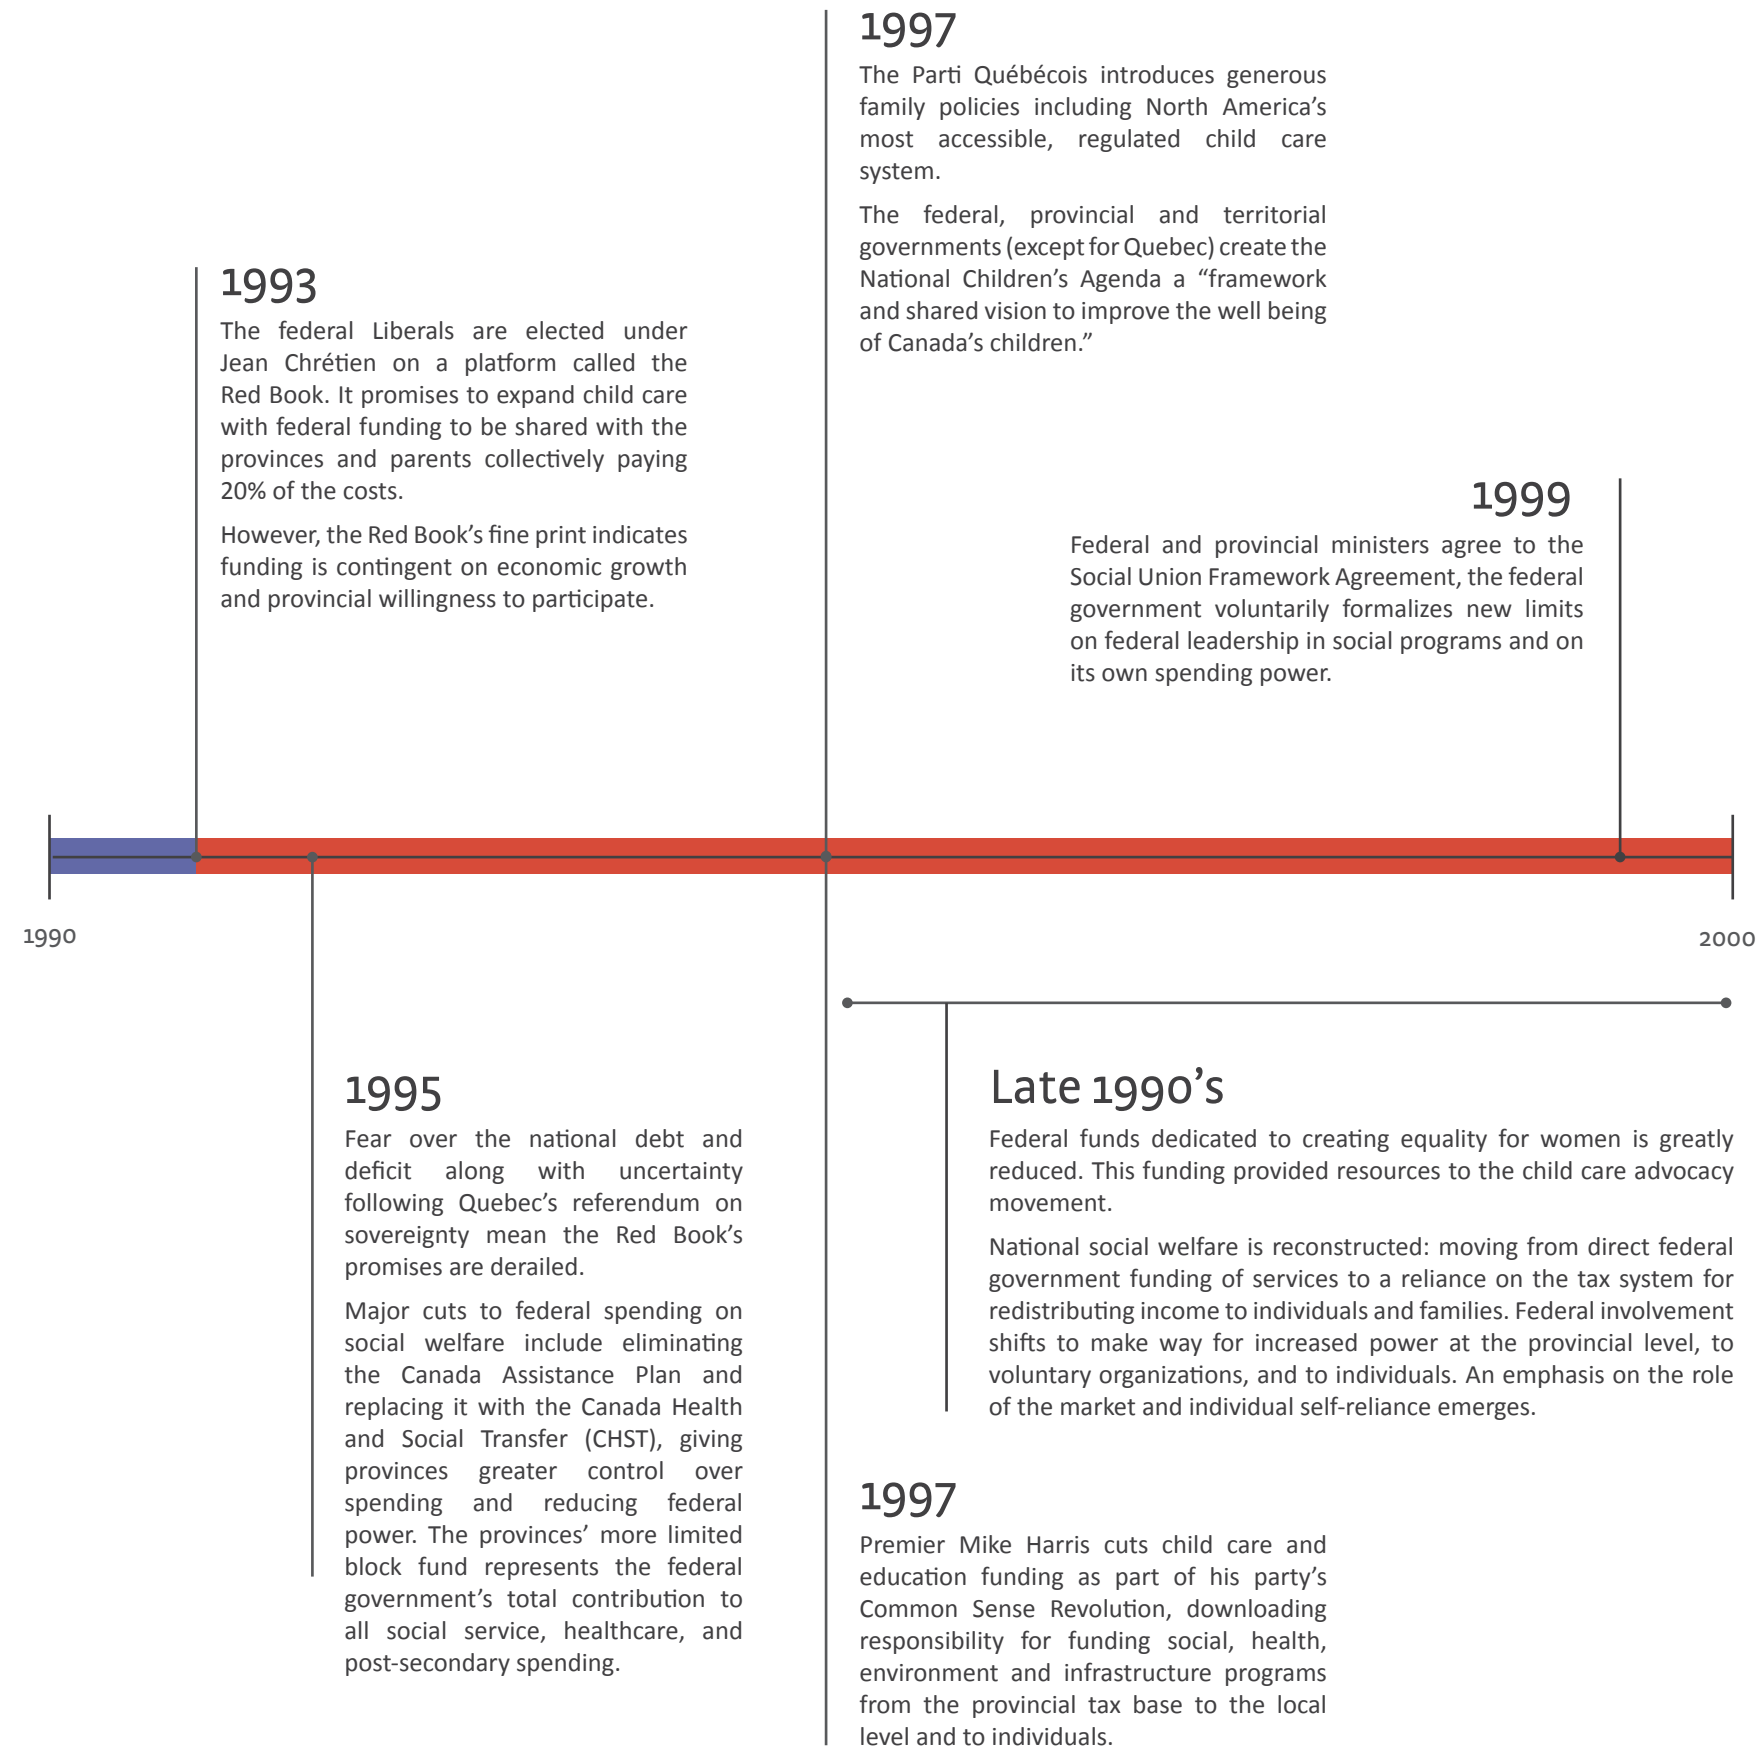 1997
The Parti Québécois introduces generous
family policies including North America's
most accessible, regulated child care
system.
The federal, provincial and territorial
governments (except for Quebec) create the
National Children's Agenda a “framework
and shared vision to improve the well being
of Canada's children.”
1993
The federal Liberals are elected under
Jean Chrétien on a platform called the
Red Book. It promises to expand child care
with federal funding to be shared with the
provinces and parents collectively paying
20% of the costs.
However, the Red Book's fine print indicates
funding is contingent on economic growth
and provincial willingness to participate.
1999
Federal and provincial ministers agree to the
Social Union Framework Agreement, the federal
government voluntarily formalizes new limits
on federal leadership in social programs and on
its own spending power.
1990
2000
1995
Fear over the national debt and
deficit along with uncertainty
following Quebec's referendum on
sovereignty mean the Red Book's
promises are derailed.
Major cuts to federal spending on
social welfare include eliminating
the Canada Assistance Plan and
replacing it with the Canada Health
and Social Transfer (CHST), giving
provinces greater control over
spending and reducing federal
power. The provinces' more limited
block fund represents the federal
government's total contribution to
all social service, healthcare, and
post-secondary spending.
Late 1990's
Federal funds dedicated to creating equality for women is greatly
reduced. This funding provided resources to the child care advocacy
movement.
National social welfare is reconstructed: moving from direct federal
government funding of services to a reliance on the tax system for
redistributing income to individuals and families. Federal involvement
shifts to make way for increased power at the provincial level, to
voluntary organizations, and to individuals. An emphasis on the role
of the market and individual self-reliance emerges.
1997
Premier Mike Harris cuts child care and
education funding as part of his party's
Common Sense Revolution, downloading
responsibility for funding social, health,
environment and infrastructure programs
from the provincial tax base to the local
level and to individuals.